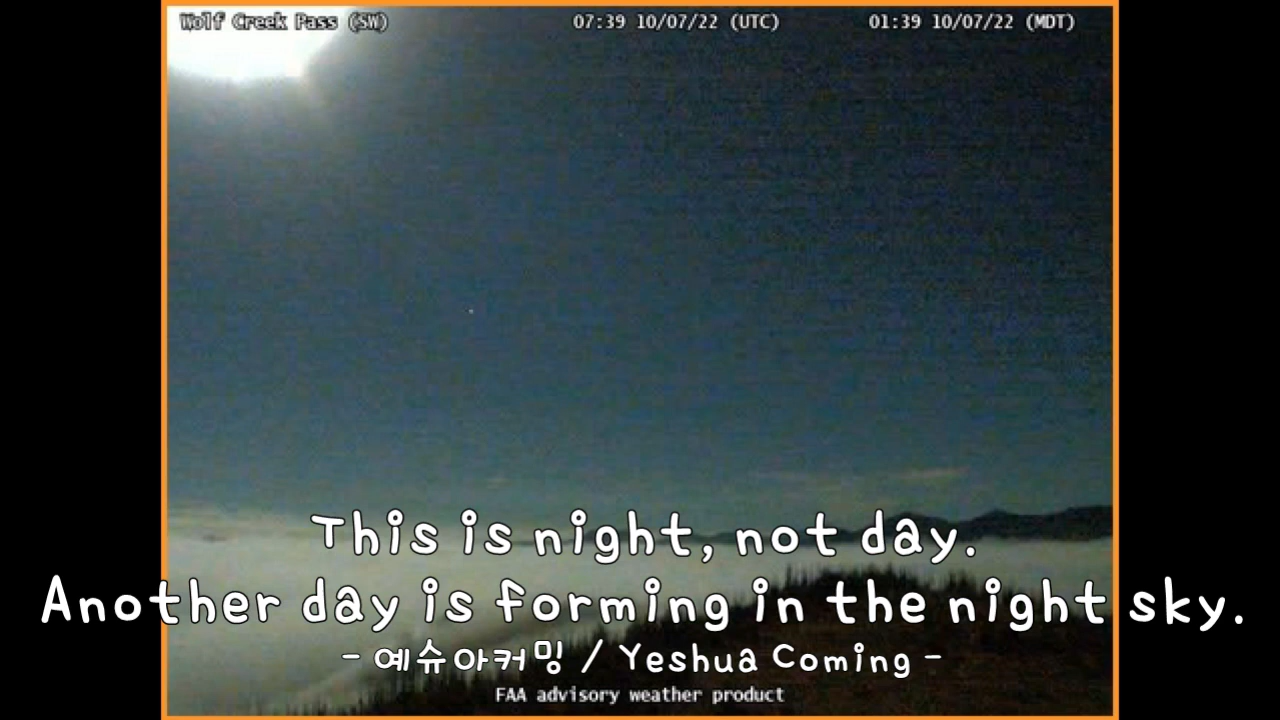 Wolf Creek Pass (SW) 07:39 10/07/22 (UTC) 01:39 10/07/22 (MDT)
This is night, not day.
Another day is forming in the night sky.
- 예슈아커밍 / Yeshua Coming -
FAA advisory weather product